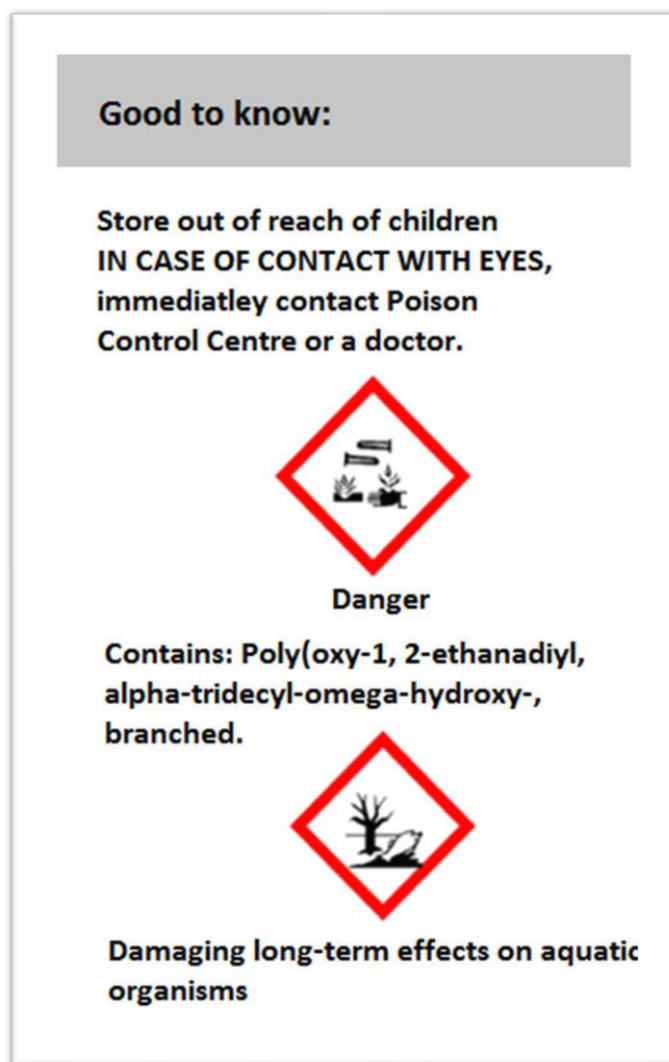 Good to know:
Store out of reach of children
IN CASE OF CONTACT WITH EYES,
immediatley contact Poison
Control Centre or a doctor.
Danger
Contains: Poly(oxy-1, 2-ethanadiyl,
alpha-tridecyl-omega-hydroxy-,
branched.
Damaging long-term effects on aquatic
organisms